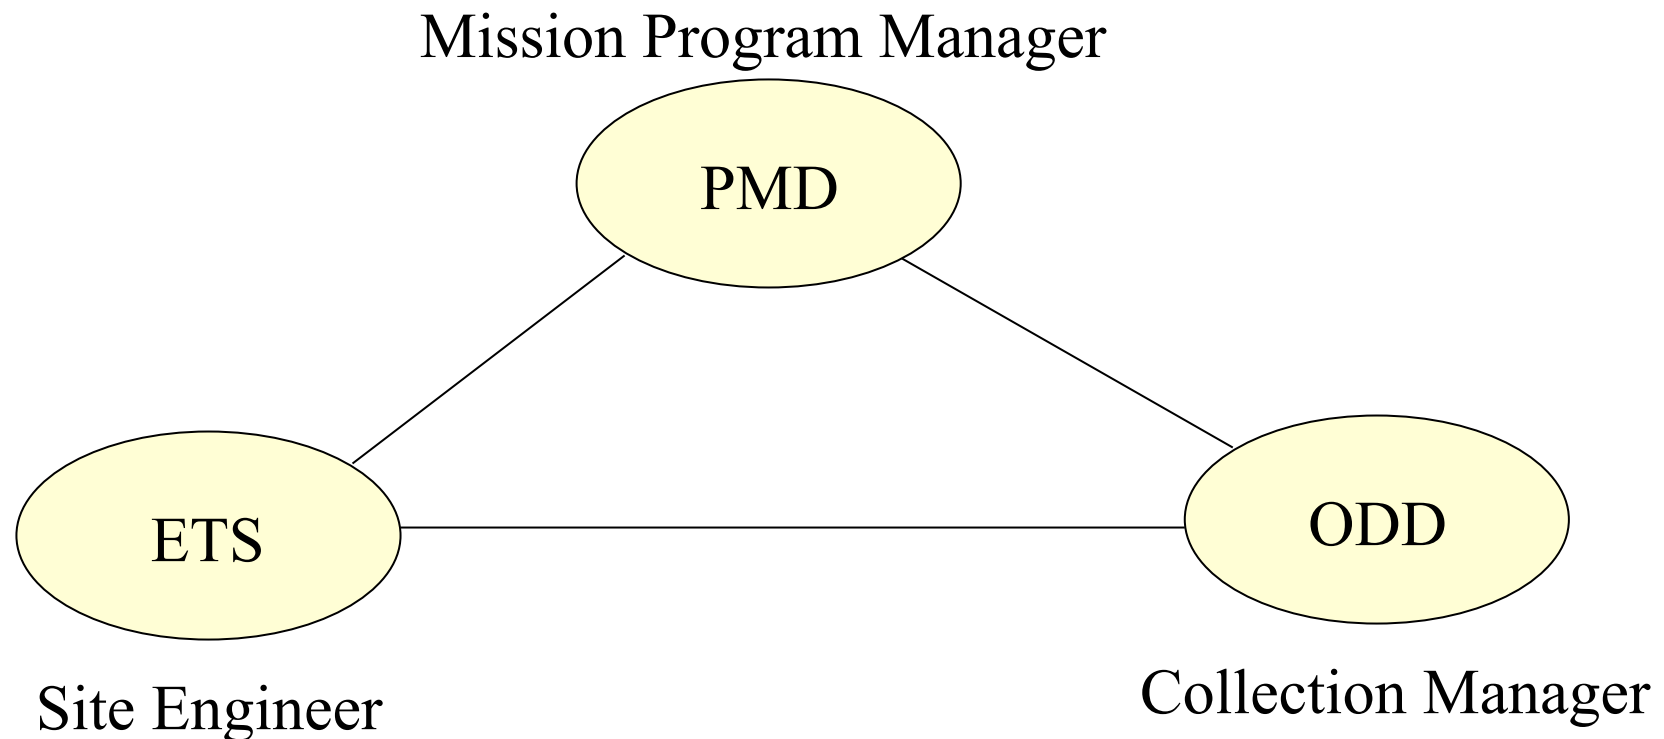 Mission Program Manager
PMD
ETS
ODD
Site Engineer
Collection Manager